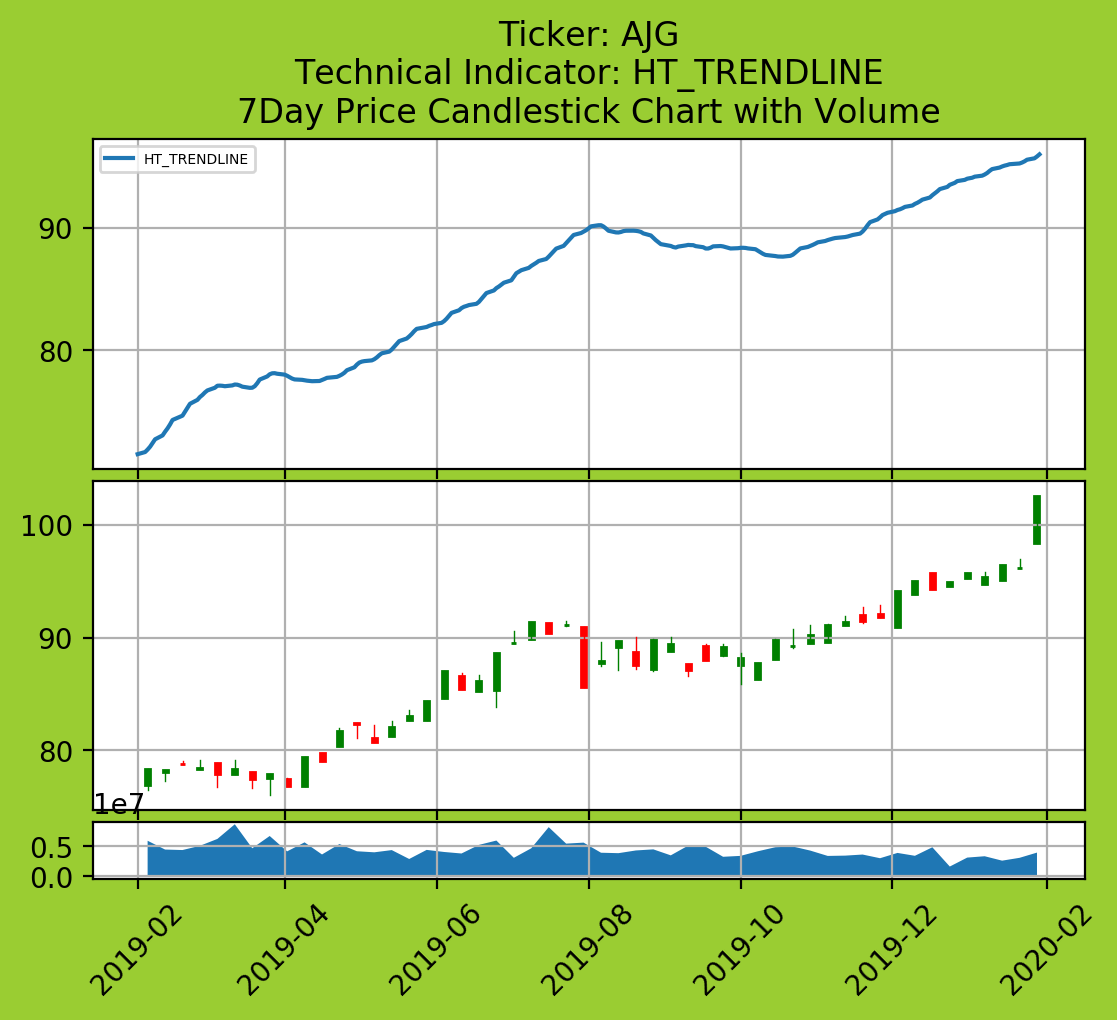 Ticker: AJG
Technical Indicator: HT_TRENDLINE
7Day Price Candlestick Chart with Volume
HT_TRENDLINE
90
80
100
90
80
1e7
0.5
0.0
2019-02
2019-04
2019-06
2019-08
2019-10
2019-12
2020-02